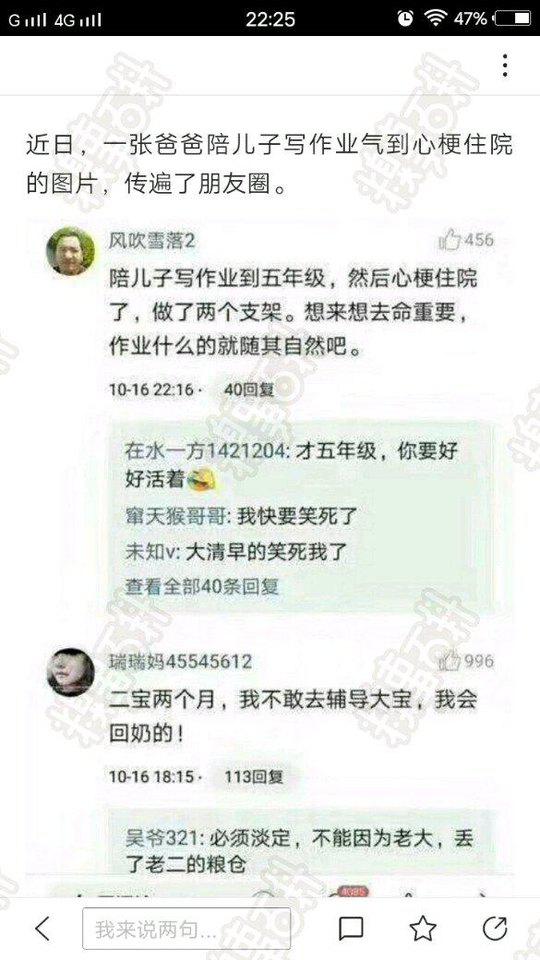 G 4G 22:25 47%
近日，一张爸爸陪儿子写作业气到心梗住院
的图片，传遍了朋友圈。
风吹雪落2 456
陪儿子写作业到五年级，然后心梗住院
了，做了两个支架。想来想去命重要，
作业什么的就随其自然吧。
10-16 22:16· 40回复
在水一方1421204: 才五年级，你要好
好活着
窜天猴哥哥: 我快要笑死了
未知v: 大清早的笑死我了
查看全部40条回复
瑞瑞妈45545612 996
二宝两个月，我不敢去辅导大宝，我会
回奶的！
10-16 18:15· 113回复
吴爷321: 必须淡定，不能因为老大，丢
了老二的粮仓
4085
我来说两句...